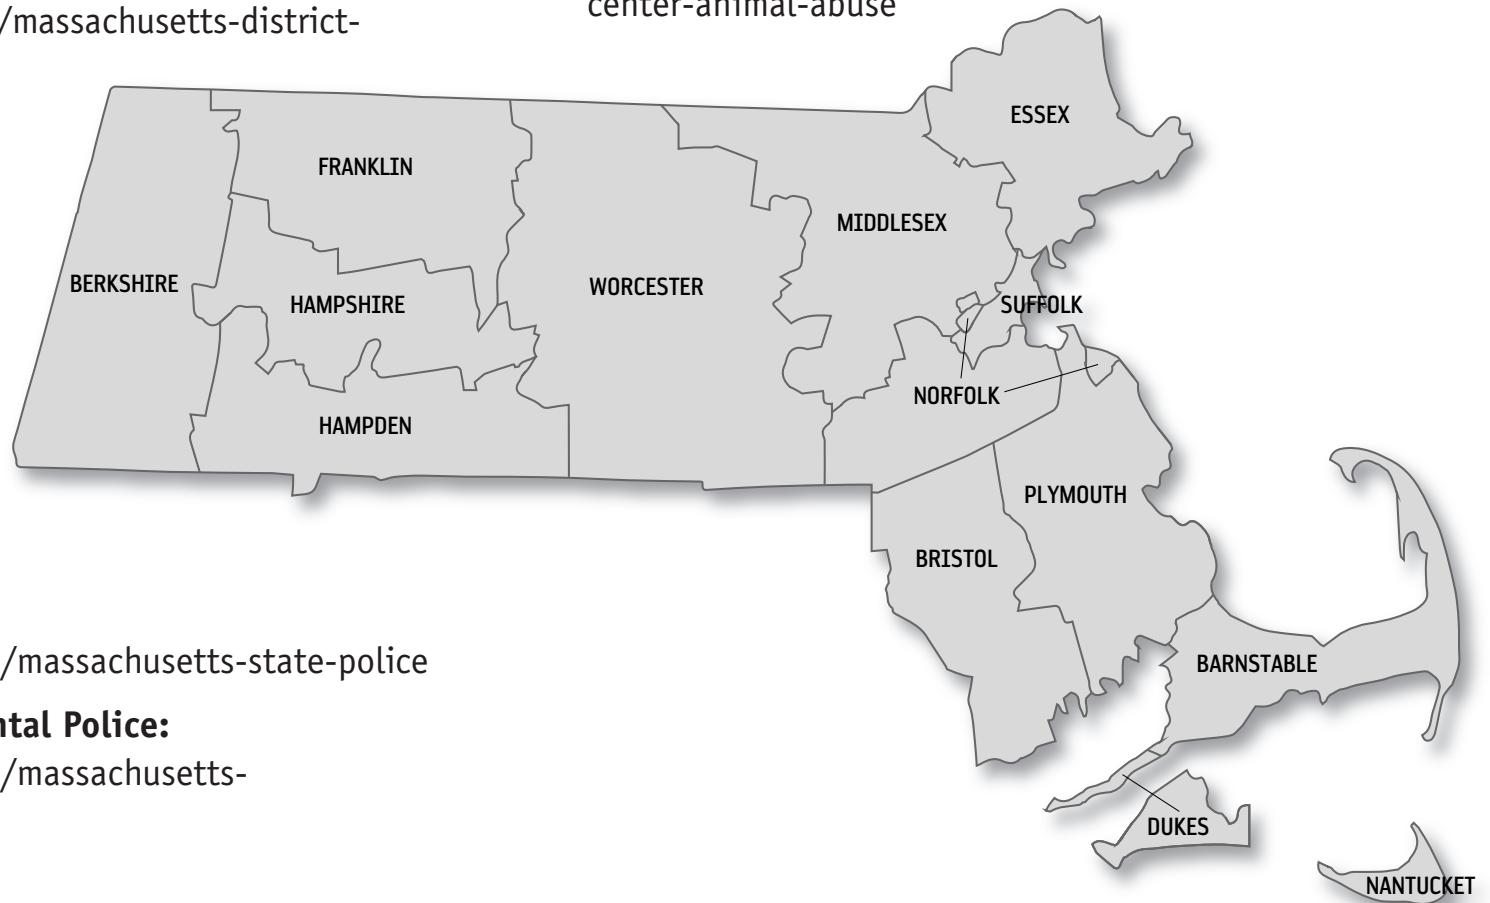 /massachusetts-district-
center-animal-abuse
ESSEX
FRANKLIN
MIDDLESEX
BERKSHIRE
WORCESTER
HAMPSHIRE
SUFFOLK
NORFOLK
HAMPDEN
PLYMOUTH
BRISTOL
/massachusetts-state-police
BARNSTABLE
ntal Police:
/massachusetts-
DUKES
NANTUCKET